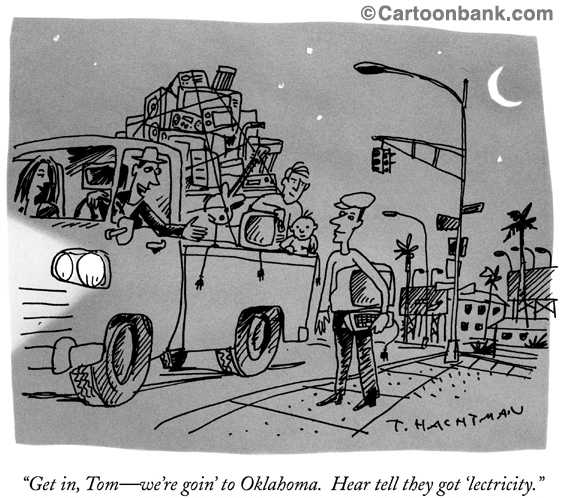 ©Cartoonbank.com
T. HACHTMAN
“Get in, Tom—we’re goin’ to Oklahoma. Hear tell they got ‘lectricity.”